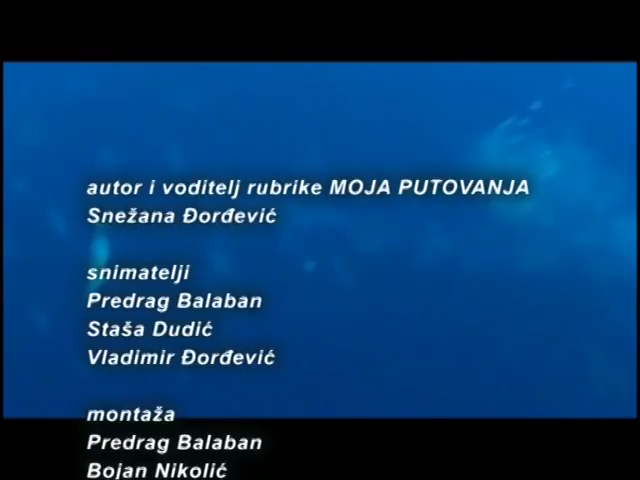 autor i voditelj rubrike MOJA PUTOVANJA
Snežana Đorđević
snimatelji
Predrag Balaban
Staša Dudić
Vladimir Đorđević
montaža
Predrag Balaban
Bojan Nikolić